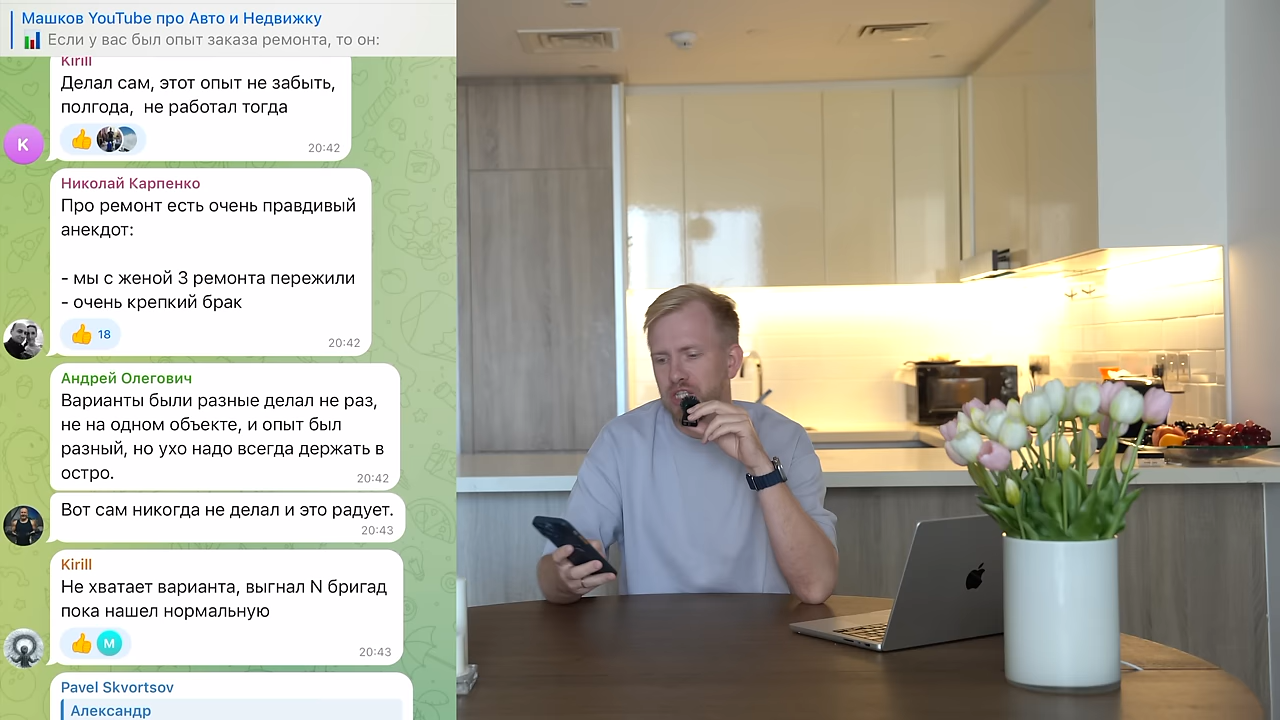 Машков YouTube про Авто и Недвижку
Если у вас был опыт заказа ремонта, то он:
Kirill
Делал сам, этот опыт не забыть,
полгода, не работал тогда
20:42
K
Николай Карпенко
Про ремонт есть очень правдивый
анекдот:
- мы с женой 3 ремонта пережили
- очень крепкий брак
18
20:42
Андрей Олегович
Варианты были разные делал не раз,
не на одном объекте, и опыт был
разный, но ухо надо всегда держать в
остро.
20:42
Вот сам никогда не делал и это радует.
20:43
Kirill
Не хватает варианта, выгнал N бригад
пока нашел нормальную
М
20:43
Pavel Skvortsov
Александр